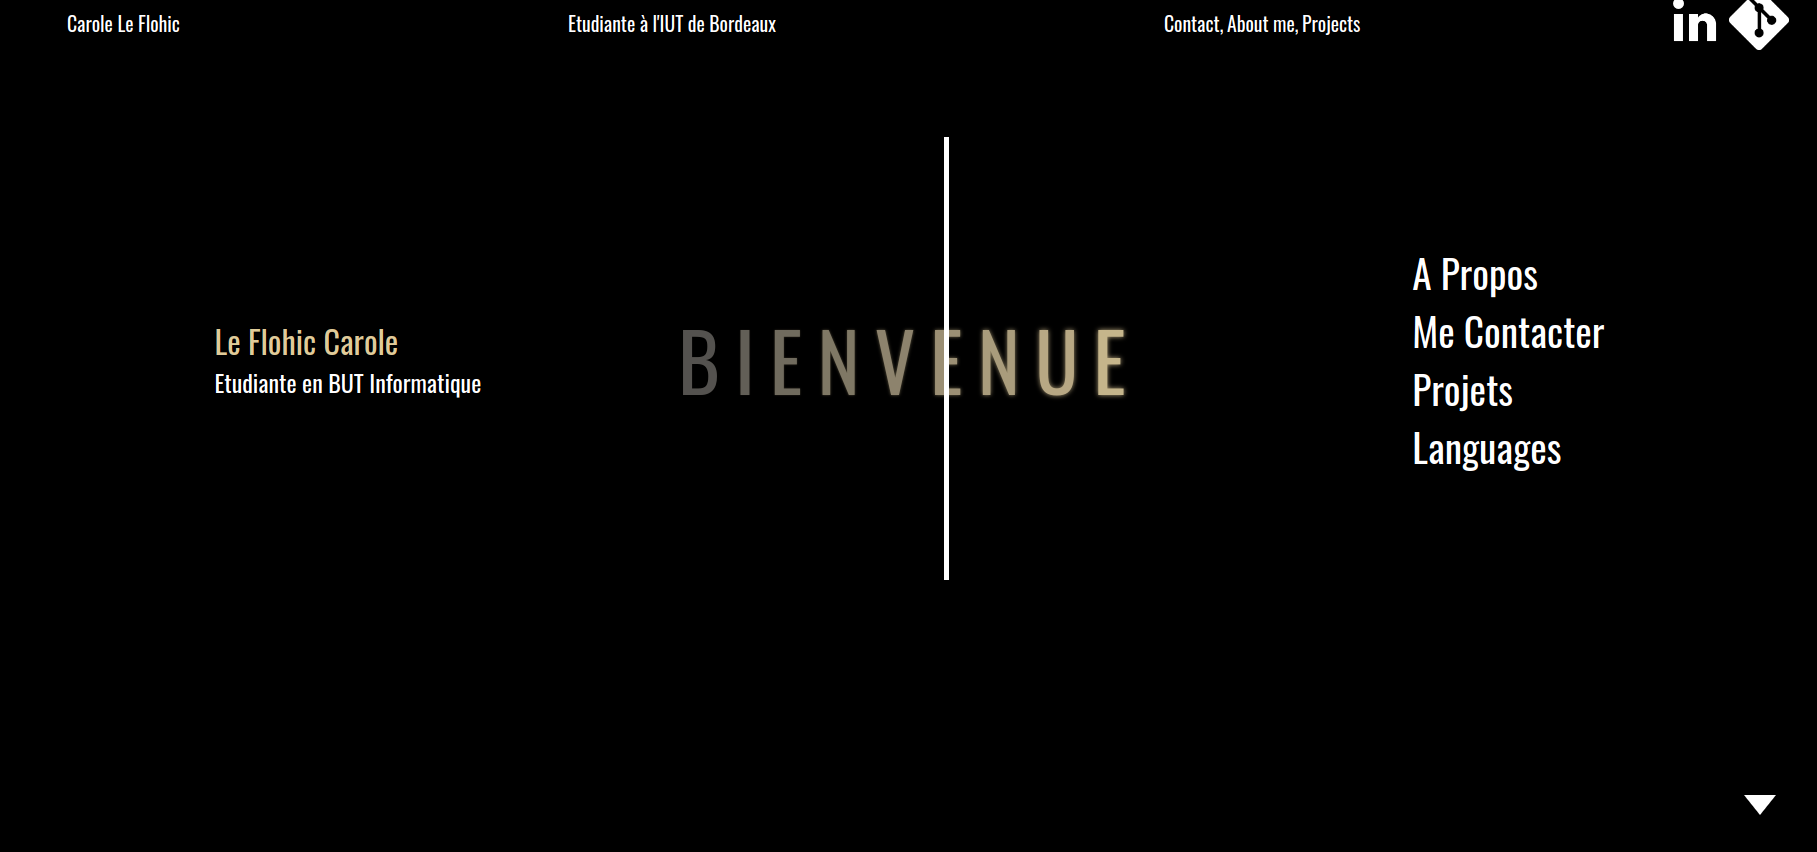 Carole Le Flohic
Etudiante à l'IUT de Bordeaux
Contact, About me, Projects
in
Le Flohic Carole
Etudiante en BUT Informatique
BIENVENUE
A Propos
Me Contacter
Projets
Languages